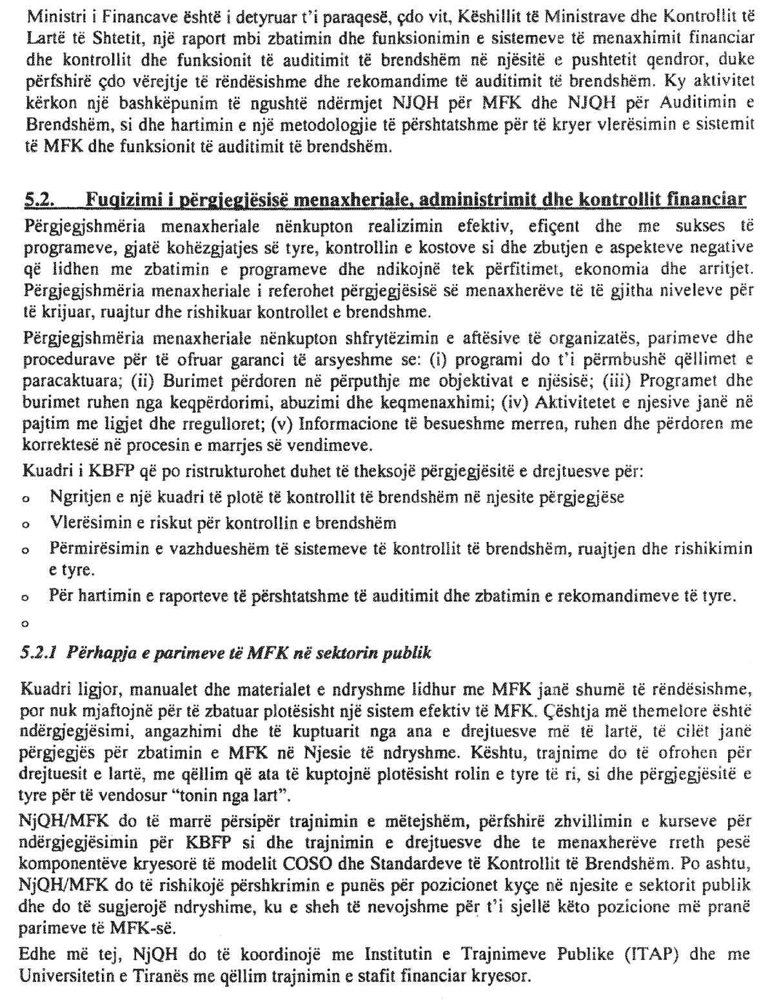 Ministri i Financave është i detyruar t'i paraqesë, çdo vit, Këshillit të Ministrave dhe Kontrollit të
Lartë të Shtetit, një raport mbi zbatimin dhe funksionimin e sistemeve të menaxhimit financiar
dhe kontrollit dhe funksionit të auditimit të brendshëm në njësitë e pushtetit qendror, duke
përfshirë çdo vërejtje të rëndësishme dhe rekomandime të auditimit të brendshëm. Ky aktivitet
kërkon një bashkëpunim të ngushtë ndërmjet NJQH për MFK dhe NJQH për Auditimin e
Brendshëm, si dhe hartimin e një metodologjie të përshtatshme për të kryer vlerësimin e sistemit
të MFK dhe funksionit të auditimit të brendshëm.
5.2. Fuqizimi i përgjegjësisë menaxheriale, administrimit dhe kontrollit financiar
Përgjegjshmëria menaxheriale nënkupton realizimin efektiv, efiçent dhe me sukses të
programeve, gjatë kohëzgjatjes së tyre, kontrollin e kostove si dhe zbutjen e aspekteve negative
që lidhen me zbatimin e programeve dhe ndikojnë tek përfitimet, ekonomia dhe arritjet.
Përgjegjshmëria menaxheriale i referohet përgjegjësisë së menaxherëve të të gjitha niveleve për
të krijuar, ruajtur dhe rishikuar kontrollet e brendshme.
Përgjegjshmëria menaxheriale nënkupton shfrytëzimin e aftësive të organizatës, parimeve dhe
procedurave për të ofruar garanci të arsyeshme se: (i) programi do t'i përmbushë qëllimet e
paracaktuara; (ii) Burimet përdoren në përputhje me objektivat e njësisë; (iii) Programet dhe
burimet ruhen nga keqpërdorimi, abuzimi dhe keqmenaxhimi; (iv) Aktivitetet e njesive janë në
pajtim me ligjet dhe rregulloret; (v) Informacione të besueshme merren, ruhen dhe përdoren me
korrektesë në procesin e marrjes së vendimeve.
Kuadri i KBFP që po ristrukturohet duhet të theksojë përgjegjësitë e drejtuesve për:
o Ngritjen e një kuadri të plotë të kontrollit të brendshëm në njesite përgjegjëse
o Vlerësimin e riskut për kontrollin e brendshëm
o Përmirësimin e vazhdueshëm të sistemeve të kontrollit të brendshëm, ruajtjen dhe rishikimin
e tyre.
o Për hartimin e raporteve të përshtatshme të auditimit dhe zbatimin e rekomandimeve të tyre.
o
5.2.1 Përhapja e parimeve të MFK në sektorin publik
Kuadri ligjor, manualet dhe materialet e ndryshme lidhur me MFK janë shumë të rëndësishme,
por nuk mjaftojnë për të zbatuar plotësisht një sistem efektiv të MFK. Çështja më themelore është
ndërgjegjësimi, angazhimi dhe të kuptuarit nga ana e drejtuesve më të lartë, të cilët janë
përgjegjës për zbatimin e MFK në Njesie të ndryshme. Kështu, trajnime do të ofrohen për
drejtuesit e lartë, me qëllim që ata të kuptojnë plotësisht rolin e tyre të ri, si dhe përgjegjësitë e
tyre për të vendosur “tonin nga lart”.
NjQH/MFK do të marrë përsipër trajnimin e mëtejshëm, përfshirë zhvillimin e kurseve për
ndërgjegjësimin për KBFP si dhe trajnimin e drejtuesve dhe te menaxherëve rreth pesë
komponentëve kryesorë të modelit COSO dhe Standardeve të Kontrollit të Brendshëm. Po ashtu,
NjQH/MFK do të rishikojë përshkrimin e punës për pozicionet kyçe në njesite e sektorit publik
dhe do të sugjerojë ndryshime, ku e sheh të nevojshme për t'i sjellë këto pozicione më pranë
parimeve të MFK-së.
Edhe më tej, NjQH do të koordinojë me Institutin e Trajnimeve Publike (ITAP) dhe me
Universitetin e Tiranës me qëllim trajnimin e stafit financiar kryesor.